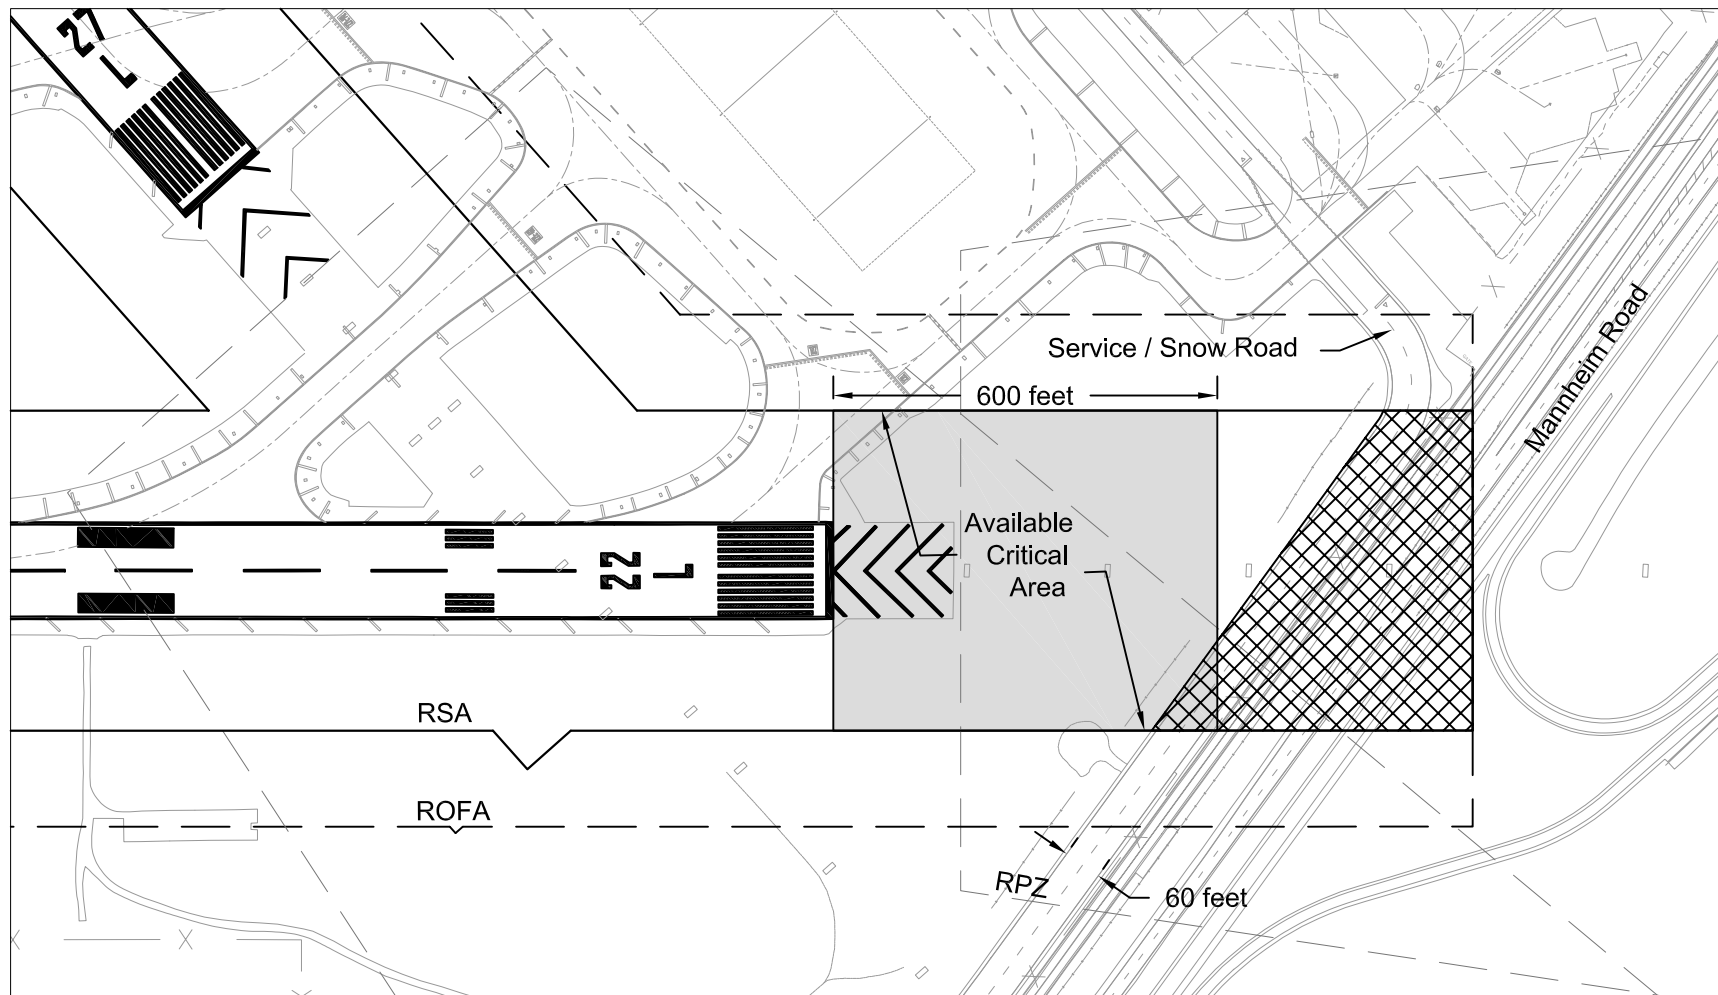 27
L
Service / Snow Road
Mannheim Road
600 feet
Available
Critical
Area
22
L
RSA
ROFA
RPZ
60 feet